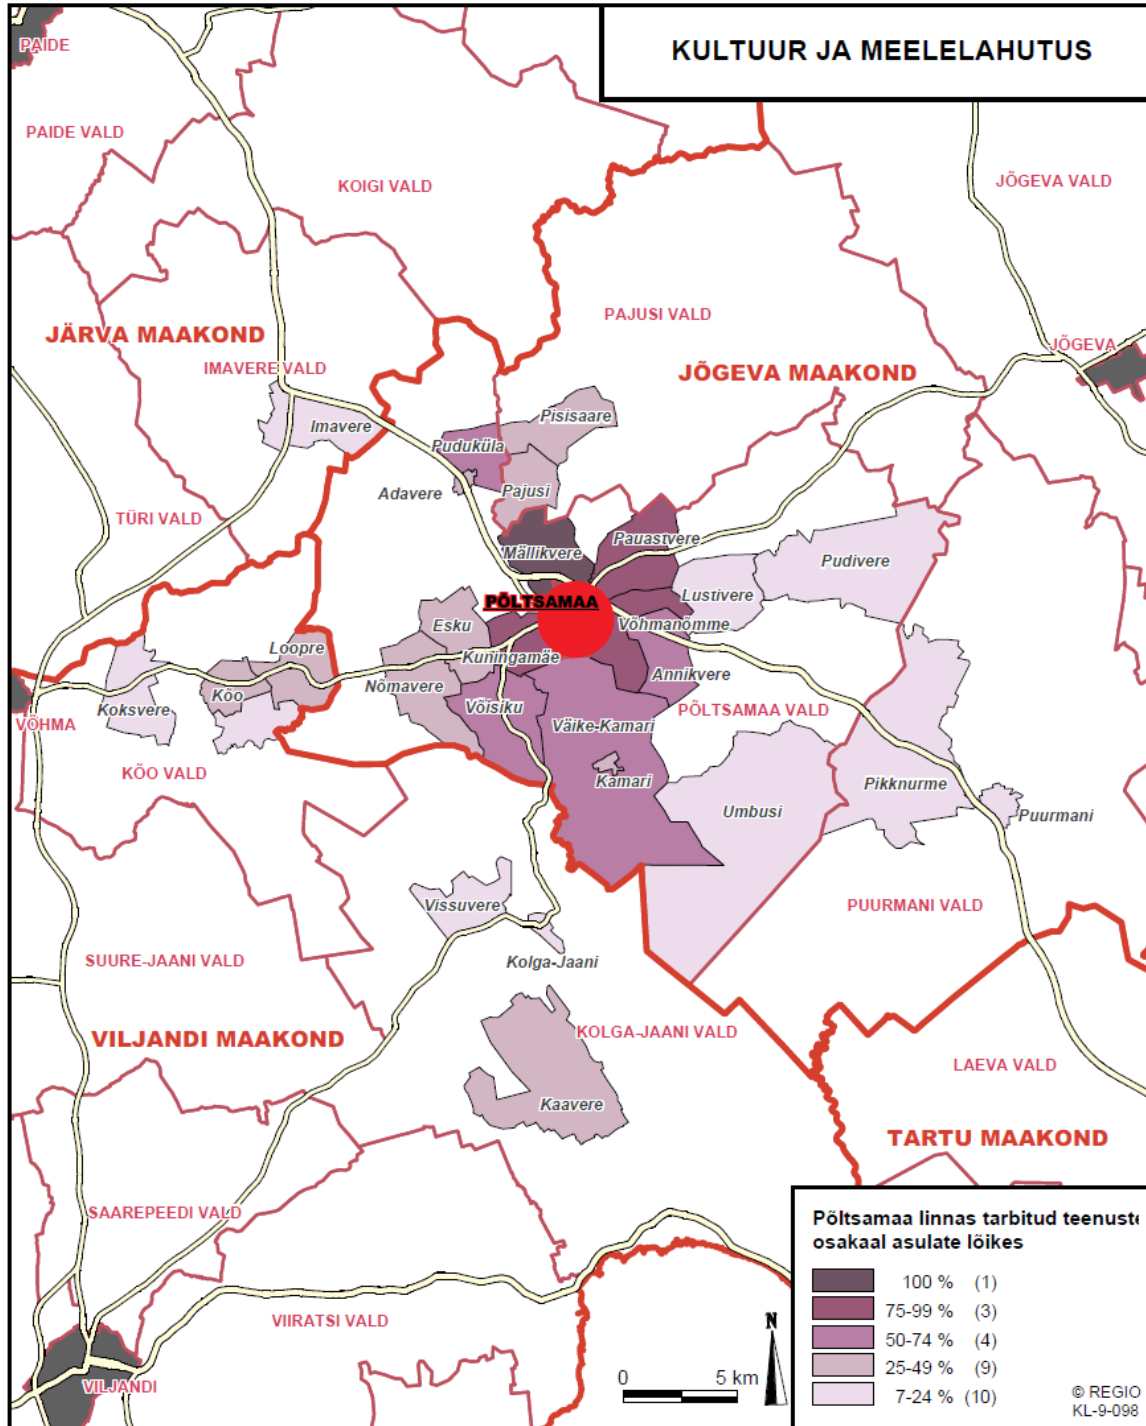 KULTUUR JA MEELELAHUTUS
PAIDE
PAIDE VALD
KOIGI VALD
JÕGEVA VALD
PAJUSI VALD
JÄRVA MAAKOND
JÕGEVA
IMAVERE VALD
JÕGEVA MAAKOND
Pisisaare
Imavere
Puduküla
Adavere
Pajusi
TÜRI VALD
Pauastvere
Mällikvere
Pudivere
Lustivere
PÕLTSAMAA
Esku
Võhmanõmme
Loopre
Kuningamäe
Annikvere
Nõmavere
Kõo
Võisiku
Koksvere
PÕLTSAMAA VALD
VÕHMA
Väike-Kamari
KÕO VALD
Kamari
Pikknurme
Umbusi
Puurmani
Vissuvere
PUURMANI VALD
SUURE-JAANI VALD
Kolga-Jaani
VILJANDI MAAKOND
KOLGA-JAANI VALD
LAEVA VALD
Kaavere
TARTU MAAKOND
SAAREPEEDI VALD
VIIRATSI VALD
VILJANDI
N
0 5 km
Põltsamaa linnas tarbitud teenuste
osakaal asulate lõikes
100 % (1)
75-99 % (3)
50-74 % (4)
25-49 % (9)
7-24 % (10)
© REGIO
KL-9-098